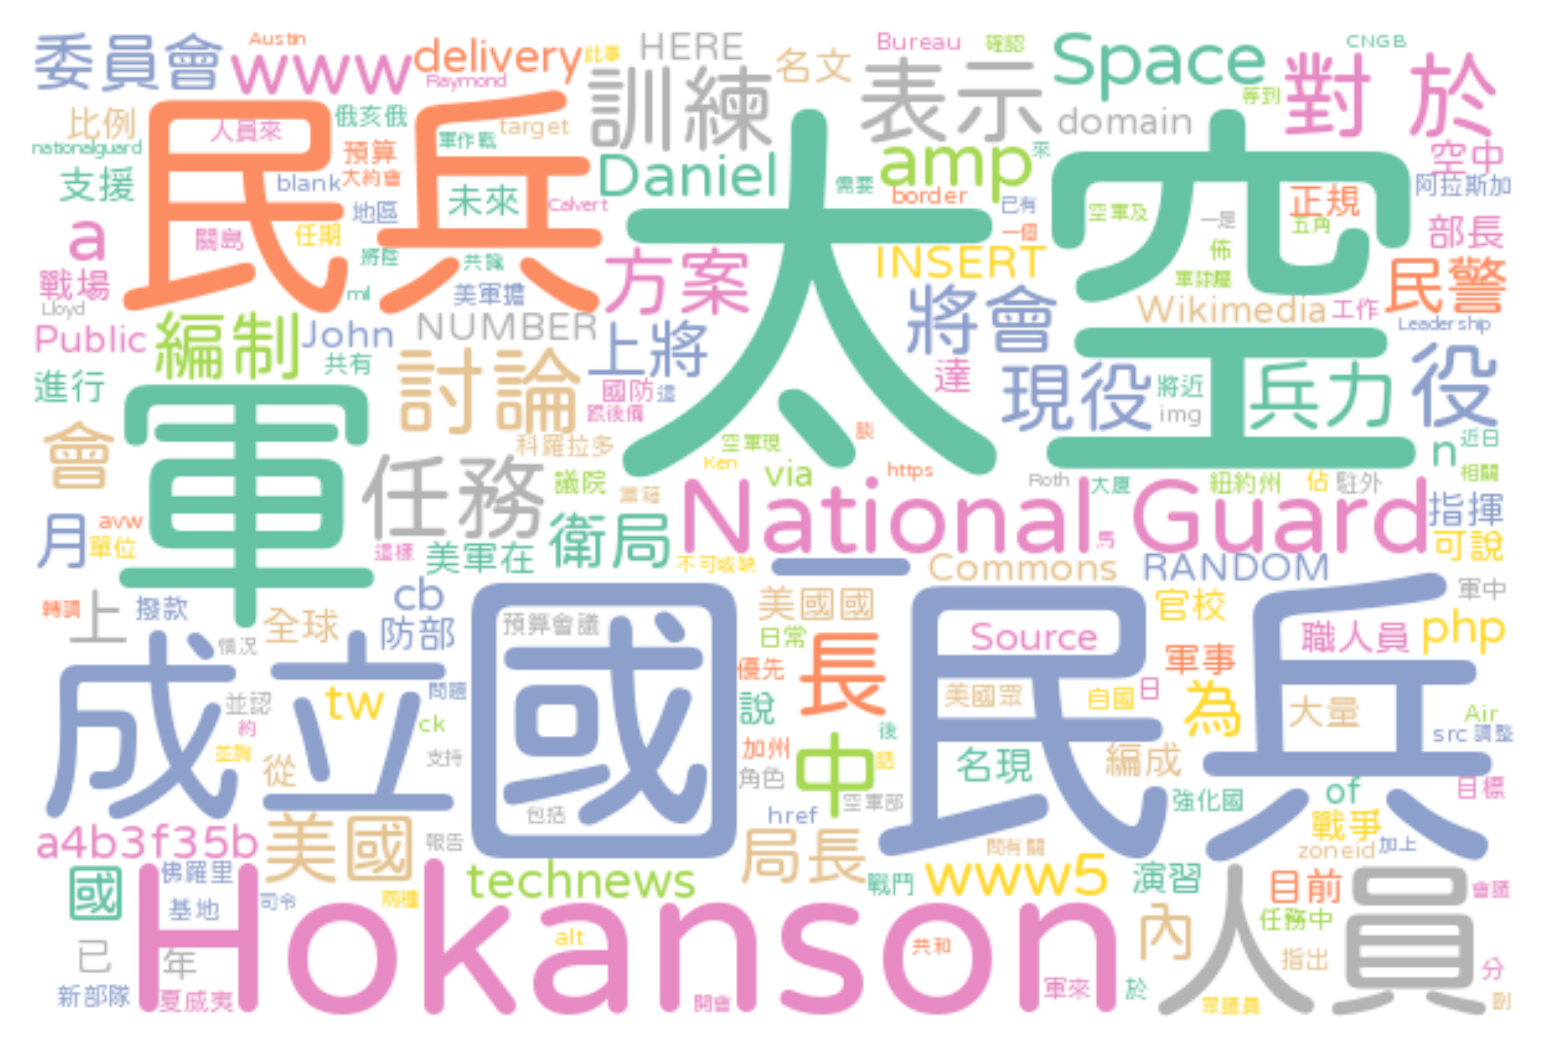 委員會 www Austin delivery 此事 HERE 名文 Bureau 確認 Space CNGB 對於
Raymond 訓練 表示 等到
比例 人員來 俄亥俄 target domain 空中
nationalguard 民兵 預算 軍作戰 Daniel amp 來
支援 blank 大約會 未來 Calvert 需要 border 已有 空軍及 一是 正規 阿拉斯加
a 關島 地區 任期 一個 五角 部長
戰場 將陸 共識 方案 太空 INSERT 佈 民警
Lloyd ml 美軍擔 將會 Wikimedia 工作
Public 編制 John NUMBER 上將 Leadership
進行 共有 討論 國防 這 達 現役 將近 兵力 役
跟後備 img
會 軍 科羅拉多 空軍現 談 n 近日
任務 議院 Ken via https Roth 大廈 紐約州 佔 駐外 相關
月 avw 衛局 National Guard 指揮
單位 這樣 美軍在 不可或缺 馬 可說
一 Commons RANDOM
轉調 上 撥款 cb 預算會議 美國國 官校 軍中
情況 全球 防部 日常 長 Source 職人員 php
成立 國民兵 優先 軍事
並認 tw 問題 說 美國眾 自國 日 為 大量 Air
約 ck 後 src 調整
從 支持 加州 中 話 名現 編成
角色 空軍部 強化國 of 目標
a4b3f35b 美國 包括 href 戰爭 加上
報告 局長 問有關 zoneid
國 佛羅里 technews 戰鬥 www5 演習 目前 會議
基地 司令 兩種 任務中
Hokanson alt 共和 內 人員
已 年 指出 分
新部隊 夏威夷 開會 軍來 於 眾議員 副